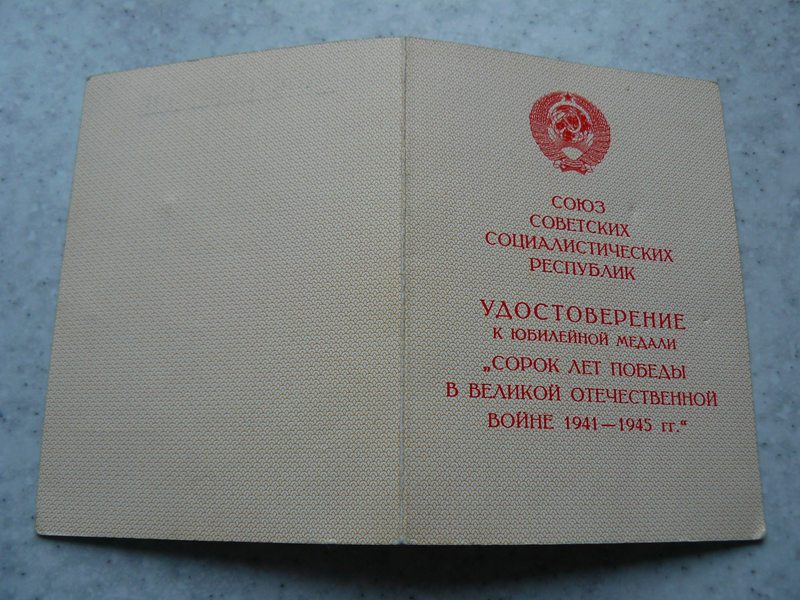 СОЮЗ
СОВЕТСКИХ
СОЦИАЛИСТИЧЕСКИХ
РЕСПУБЛИК
УДОСТОВЕРЕНИЕ
К ЮБИЛЕЙНОЙ МЕДАЛИ
„СОРОК ЛЕТ ПОБЕДЫ
В ВЕЛИКОЙ ОТЕЧЕСТВЕННОЙ
ВОЙНЕ 1941—1945 гг.“